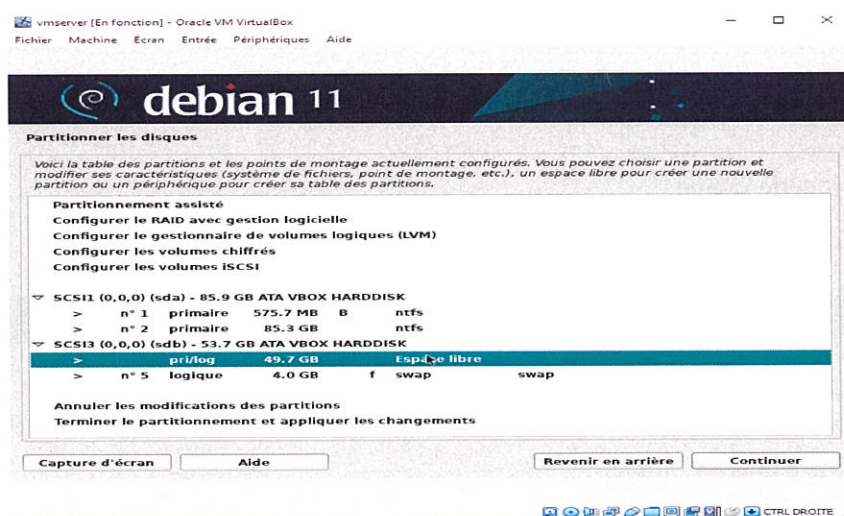 vmserver [En fonction] - Oracle VM VirtualBox
Fichier Machine Écran Entrée Périphériques Aide
debian 11
Partitionner les disques
Voici la table des partitions et les points de montage actuellement configurés. Vous pouvez choisir une partition et
modifier ses caractéristiques (système de fichiers, point de montage, etc.), un espace libre pour créer une nouvelle
partition ou un périphérique pour créer sa table des partitions.
Partitionnement assisté
Configurer le RAID avec gestion logicielle
Configurer le gestionnaire de volumes logiques (LVM)
Configurer les volumes chiffrés
Configurer les volumes iSCSI
SCSI1 (0,0,0) (sda) - 85.9 GB ATA VBOX HARDDISK
> n° 1 primaire 575.7 MB B ntfs
> n° 2 primaire 85.3 GB ntfs
SCSI3 (0,0,0) (sdb) - 53.7 GB ATA VBOX HARDDISK
> pri/log 49.7 GB Espace libre
> n° 5 logique 4.0 GB f swap swap
Annuler les modifications des partitions
Terminer le partitionnement et appliquer les changements
Capture d'écran Aide Revenir en arrière Continuer
CTRL DROITE